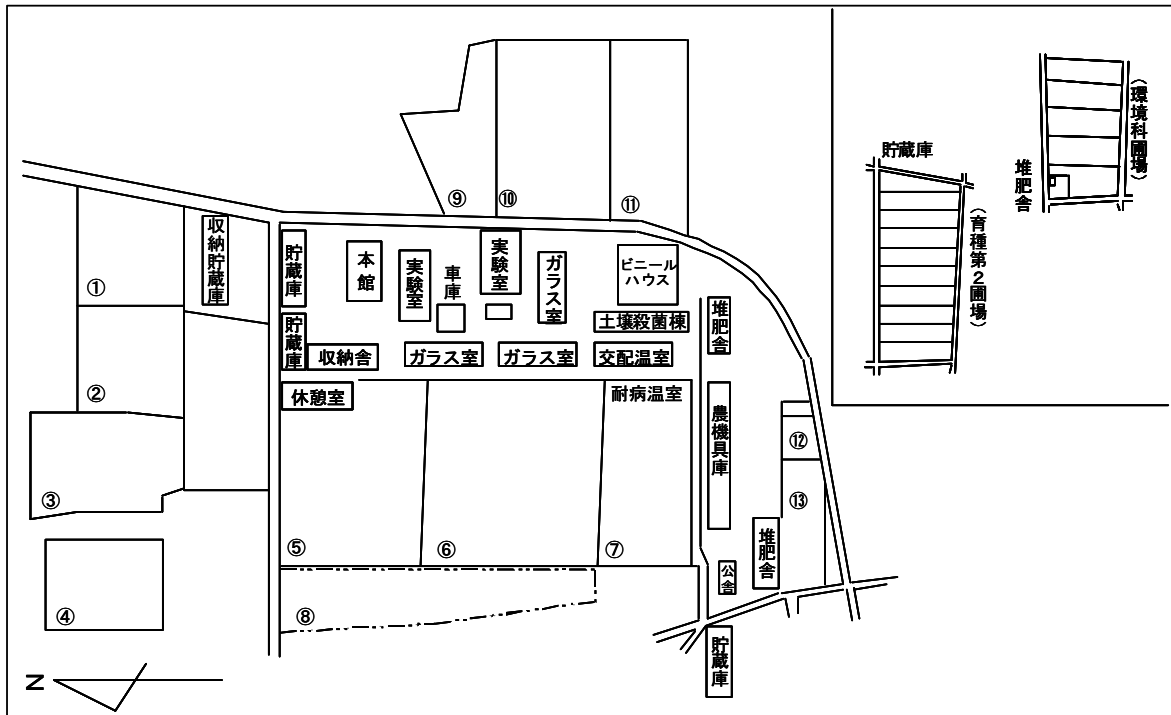 ⑨
⑩
⑪
貯蔵庫
堆肥舎
(環境科圃場)
(育種第2圃場)
①
収納貯蔵庫
貯蔵庫
本館
実験室
車庫
実験室
ガラス室
ビニール
ハウス
土壌殺菌棟
堆肥舎
貯蔵庫
収納舎
ガラス室
ガラス室
交配温室
②
休憩室
耐病温室
農機具庫
⑫
③
⑬
⑤
⑥
⑦
堆肥舎
公舎
④
⑧
貯蔵庫
N